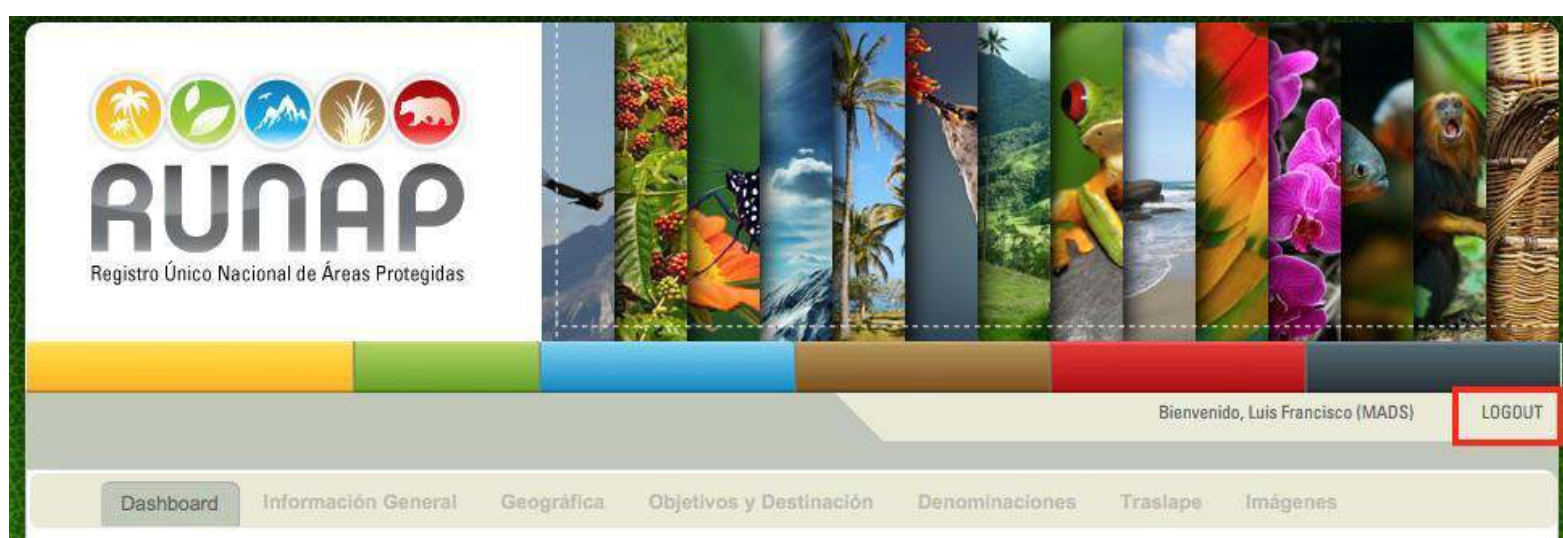 RUNAP
Registro Único Nacional de Áreas Protegidas
Bienvenido, Luis Francisco (MADS) LOGOUT
Dashboard Información General Geográfica Objetivos y Destinación Denominaciones Traslape Imágenes